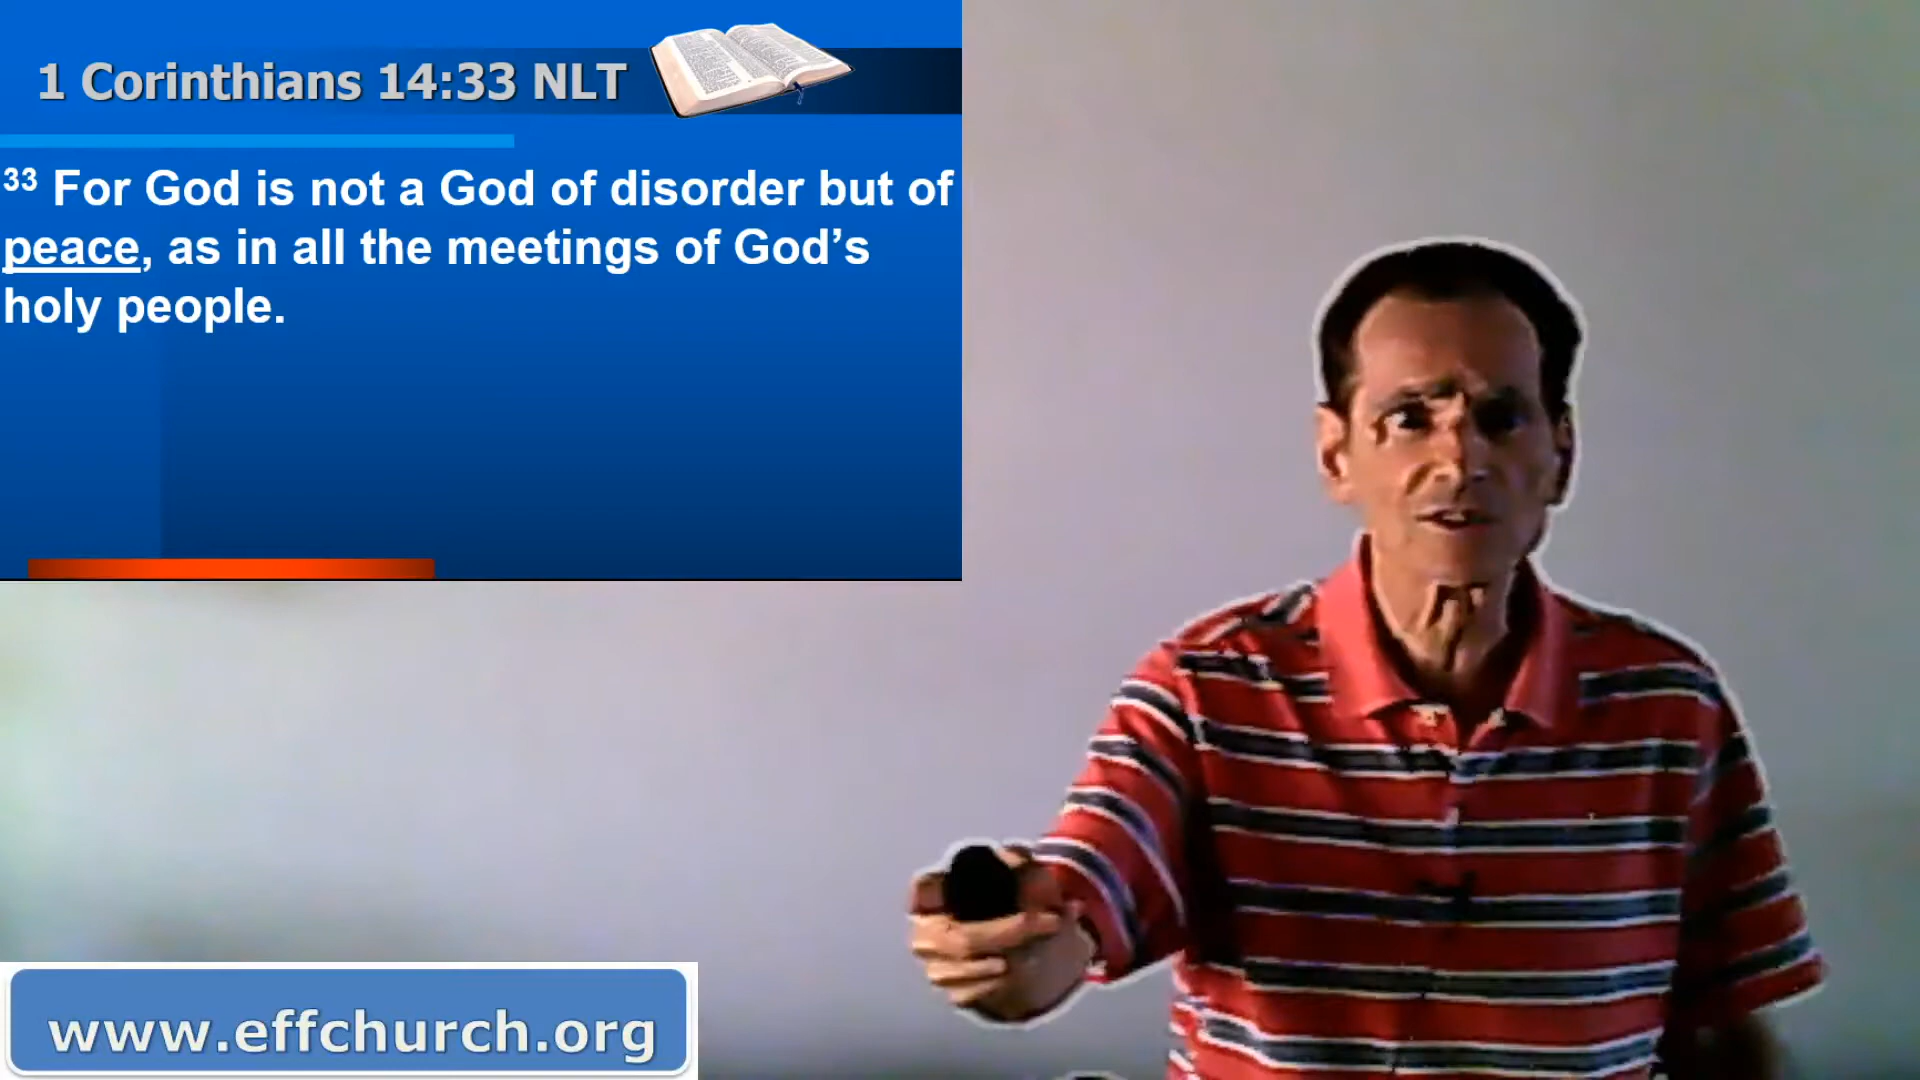 1 Corinthians 14:33 NLT
33 For God is not a God of disorder but of
peace, as in all the meetings of God’s
holy people.
www.effchurch.org